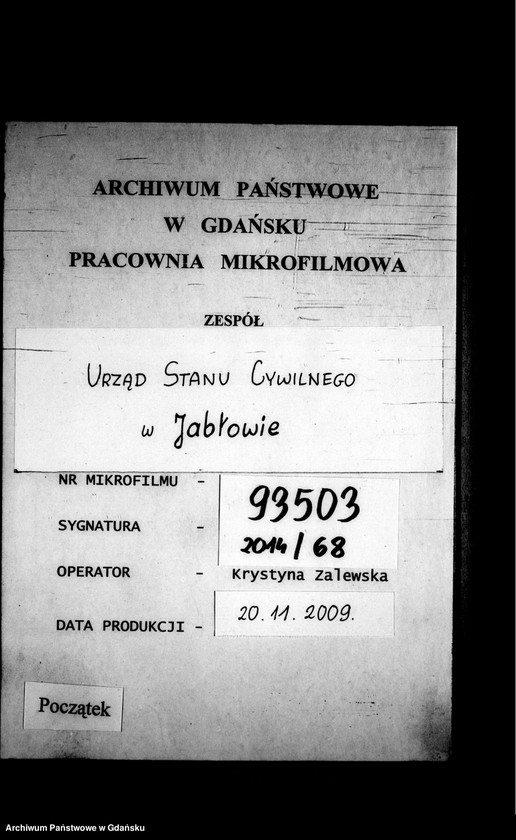 ARCHIWUM PAŃSTWOWE
W GDAŃSKU
PRACOWNIA MIKROFILMOWA
ZESPÓŁ
URZĄD STANU CYWILNEGO
w Jabłowie
NR MIKROFILMU - 93503
SYGNATURA - 2014/68
OPERATOR - Krystyna Zalewska
DATA PRODUKCJI - 20.11.2009.
Początek
Archiwum Państwowe w Gdańsku